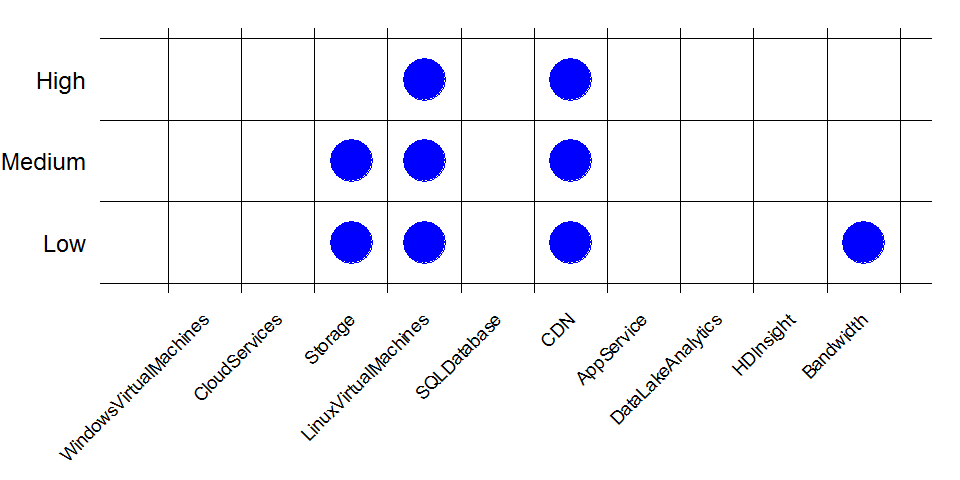 High
Medium
Low
WindowsVirtualMachines
CloudServices
Storage
LinuxVirtualMachines
SQLDatabase
CDN
AppService
DataLakeAnalytics
HDInsight
Bandwidth